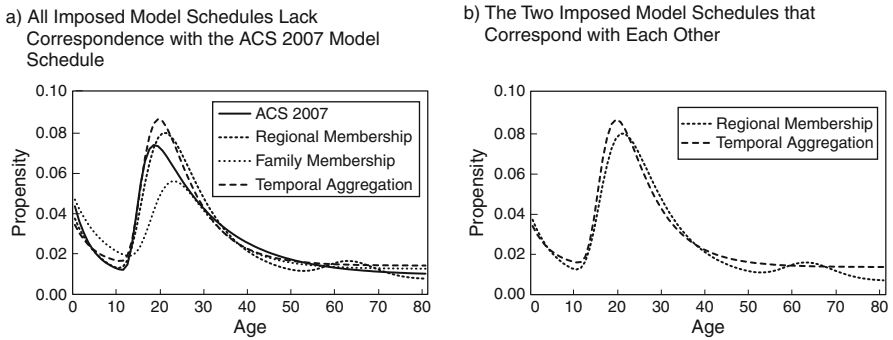 a) All Imposed Model Schedules Lack
Correspondence with the ACS 2007 Model
Schedule
0.10
0.08
0.06
0.04
0.02
0.00
Propensity
ACS 2007
Regional Membership
Family Membership
Temporal Aggregation
0 10 20 30 40 50 60 70 80
Age
b) The Two Imposed Model Schedules that
Correspond with Each Other
0.10
0.08
0.06
0.04
0.02
0.00
Propensity
Regional Membership
Temporal Aggregation
0 10 20 30 40 50 60 70 80
Age